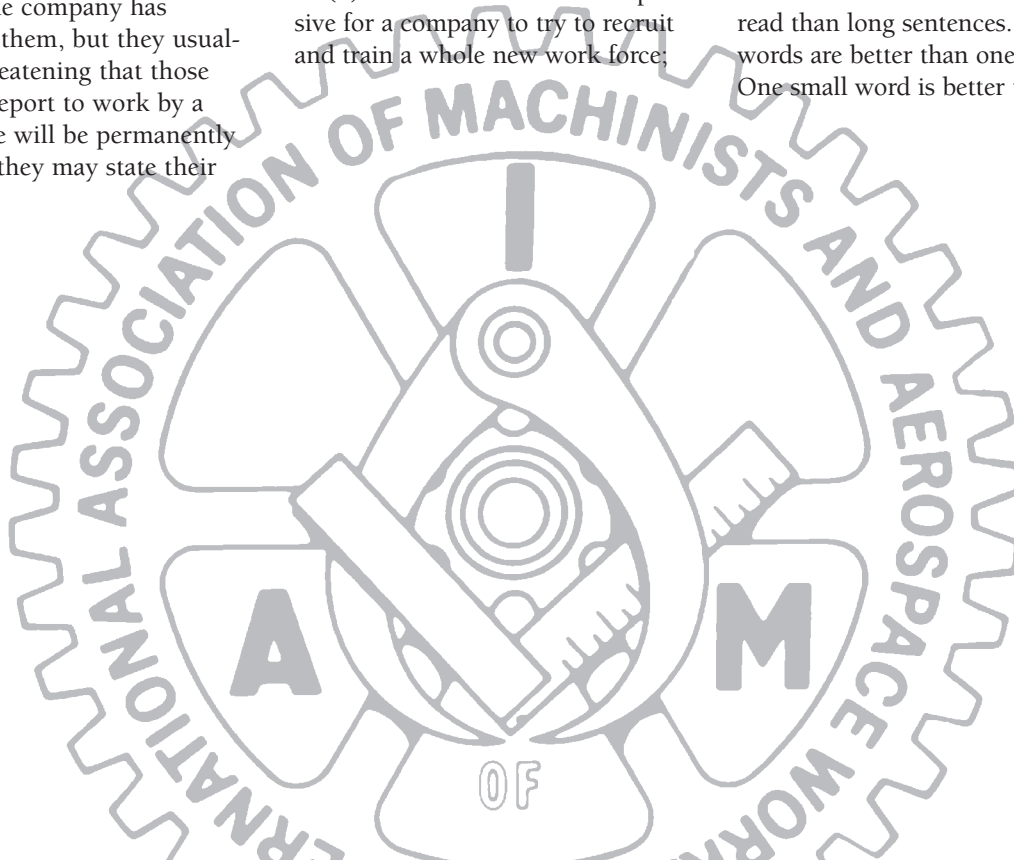 e company has
them, but they usual-
eatening that those
eport to work by a
e will be permanently
they may state their
sive for a company to try to recruit
and train a whole new work force;
read than long sentences.
words are better than one
One small word is better
ERNATIONAL ASSOCIATION OF MACHINISTS AND AEROSPACE WORK
I
A
M
OF